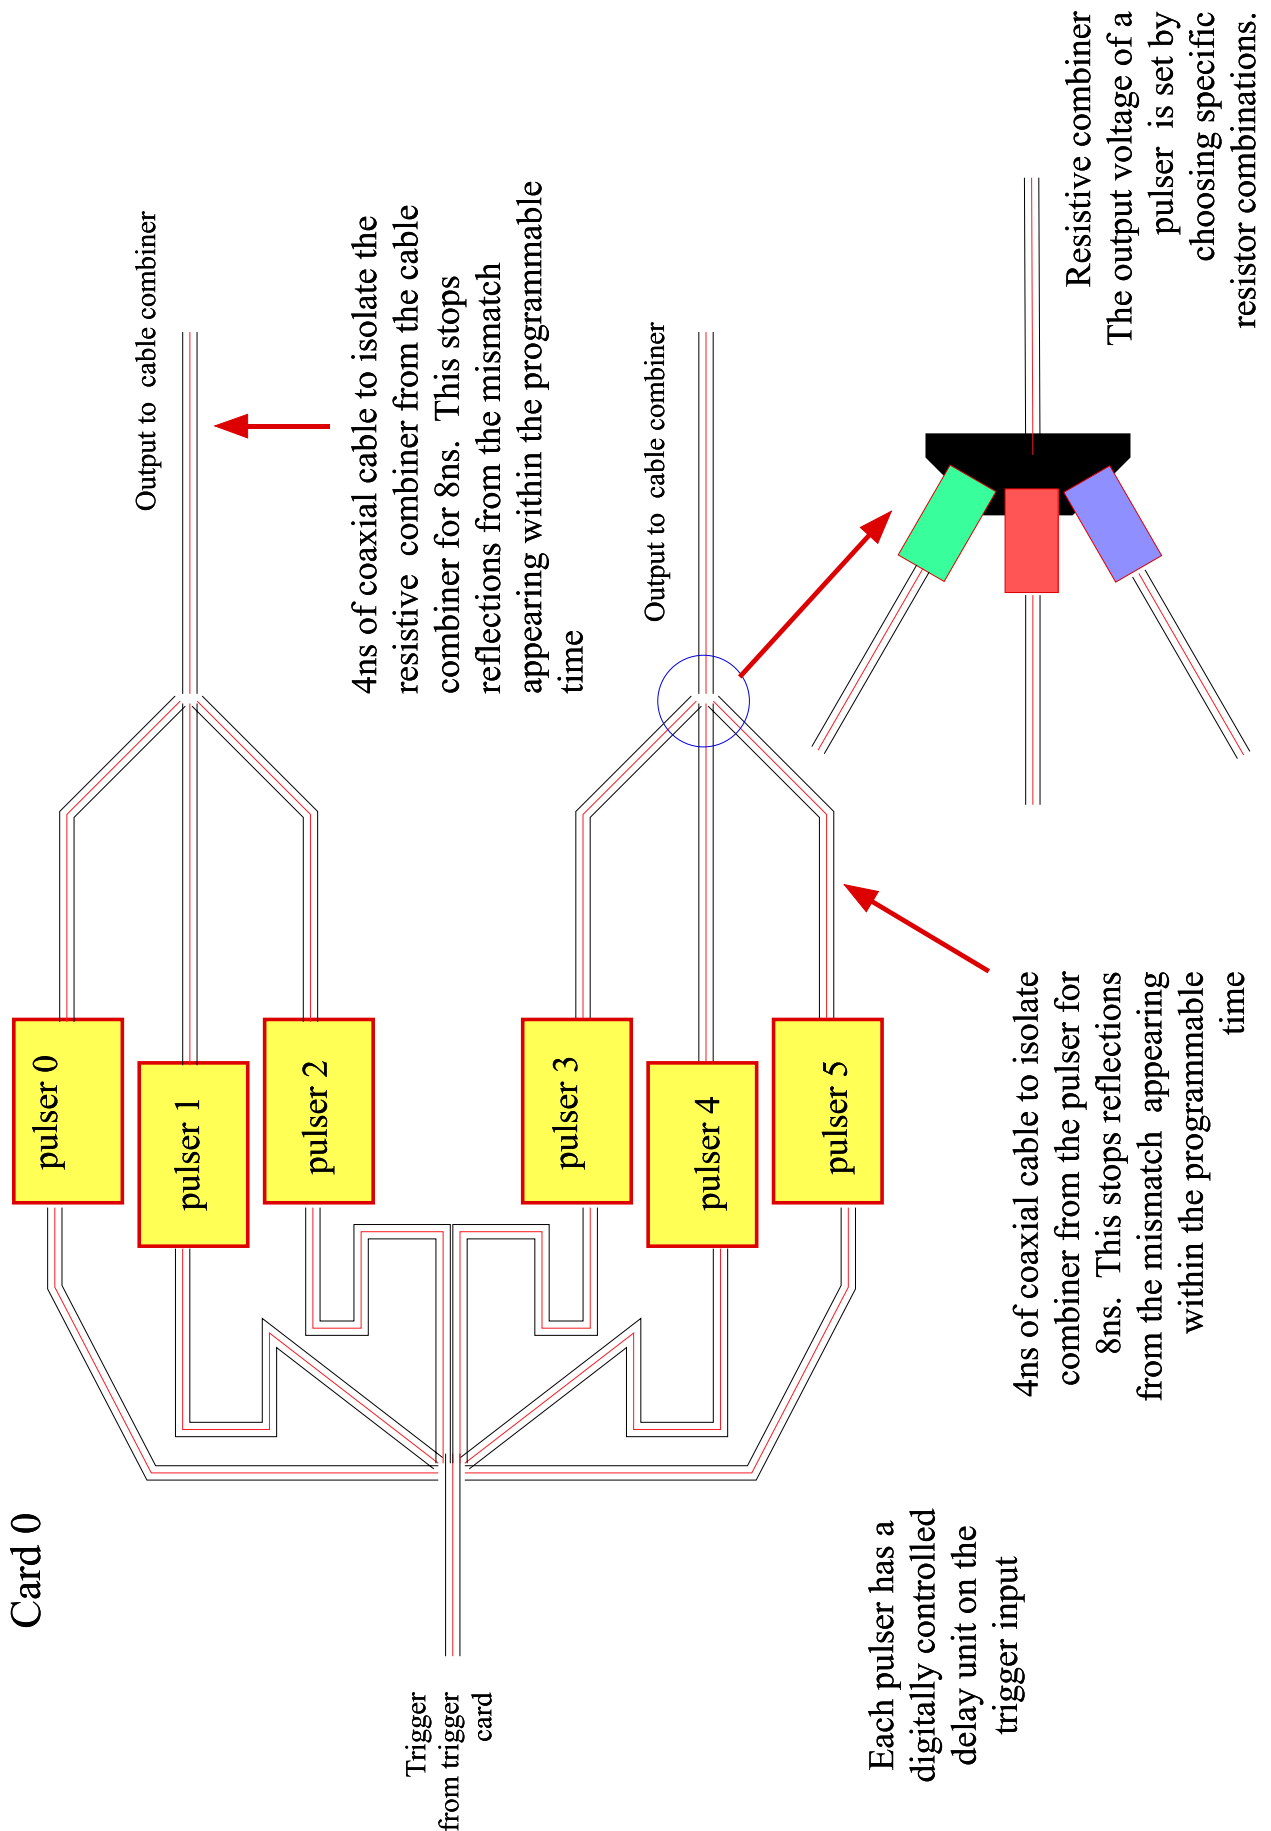 Card 0
Trigger
from trigger
card
pulser 0
pulser 1
pulser 2
pulser 3
pulser 4
pulser 5
Output to cable combiner
4ns of coaxial cable to isolate the
resistive combiner from the cable
combiner for 8ns. This stops
reflections from the mismatch
appearing within the programmable
time
Output to cable combiner
Each pulser has a
digitally controlled
delay unit on the
trigger input
4ns of coaxial cable to isolate
combiner from the pulser for
8ns. This stops reflections
from the mismatch appearing
within the programmable
time
Resistive combiner
The output voltage of a
pulser is set by
choosing specific
resistor combinations.